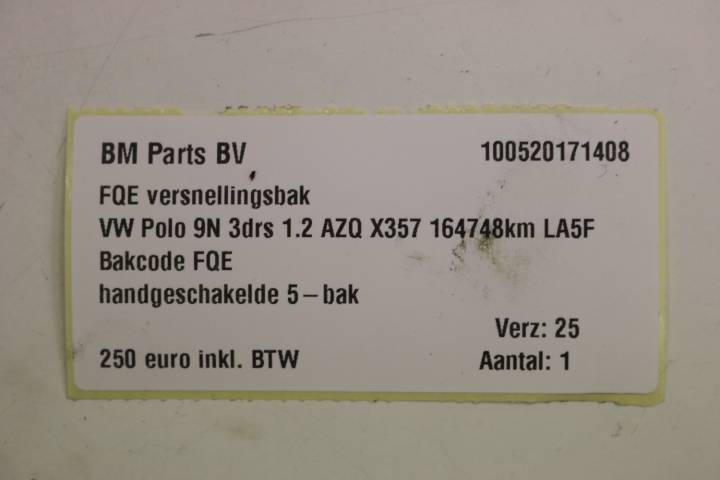 BM Parts BV 100520171408
FQE versnellingsbak
VW Polo 9N 3drs 1.2 AZQ X357 164748km LA5F
Bakcode FQE
handgeschakelde 5-bak
Verz: 25
250 euro inkl. BTW Aantal: 1